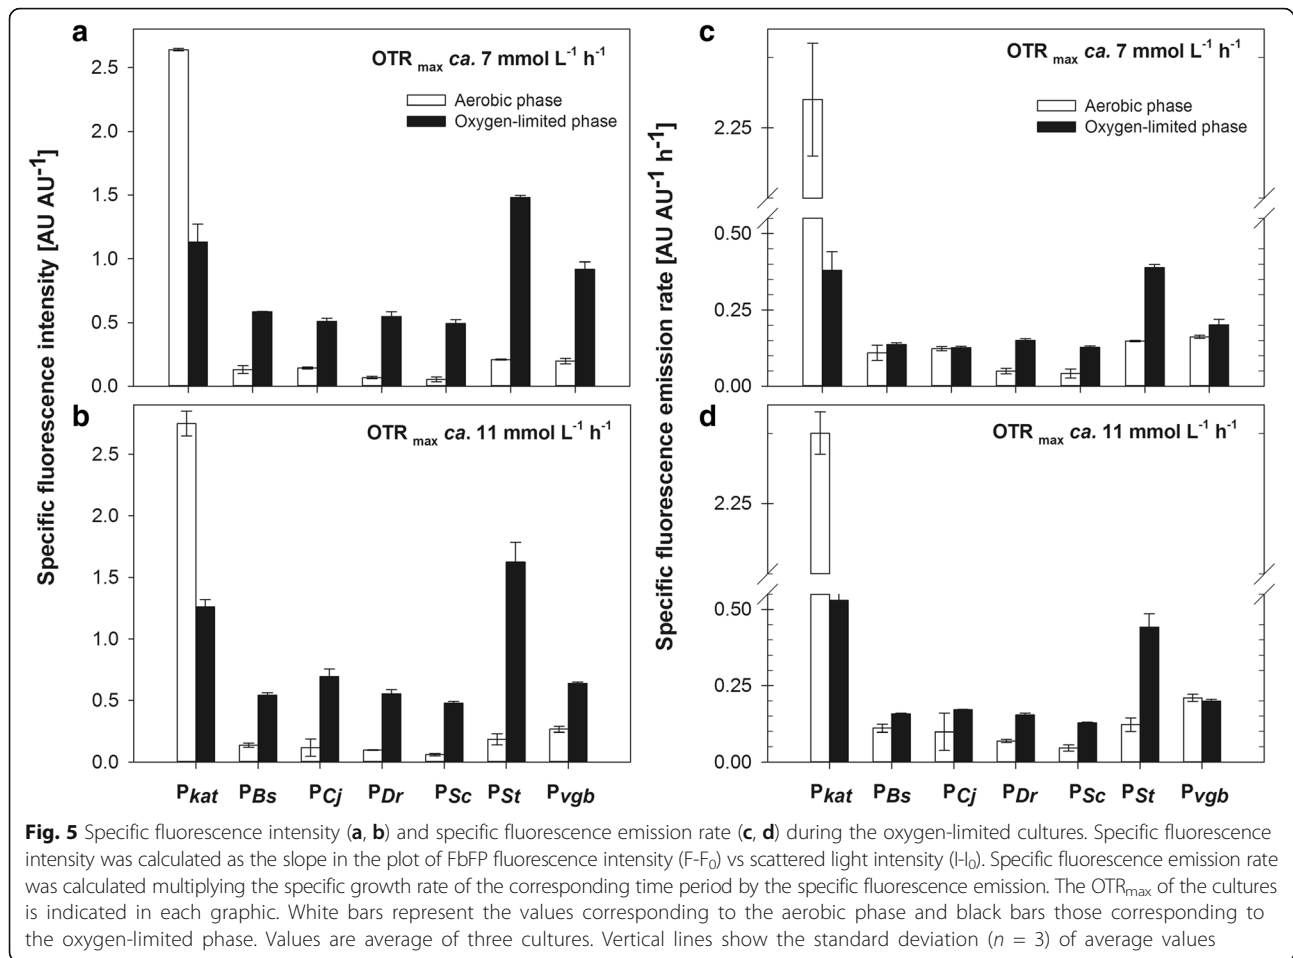 a
OTR max ca. 7 mmol L-1 h-1
Aerobic phase
Oxygen-limited phase
2.5
2.0
1.5
1.0
0.5
0.0
Specific fluorescence intensity [AU AU-1]
b
OTR max ca. 11 mmol L-1 h-1
2.5
2.0
1.5
1.0
0.5
0.0
Pkat PBs PCj PDr PSc PSt Pvgb
c
OTR max ca. 7 mmol L-1 h-1
Aerobic phase
Oxygen-limited phase
2.25
0.50
0.25
0.00
Specific fluorescence emission rate [AU AU-1 h-1]
d
OTR max ca. 11 mmol L-1 h-1
2.25
0.50
0.25
0.00
Pkat PBs PCj PDr PSc PSt Pvgb
Fig. 5 Specific fluorescence intensity (a, b) and specific fluorescence emission rate (c, d) during the oxygen-limited cultures. Specific fluorescence
intensity was calculated as the slope in the plot of FbFP fluorescence intensity (F-F0) vs scattered light intensity (I-I0). Specific fluorescence emission rate
was calculated multiplying the specific growth rate of the corresponding time period by the specific fluorescence emission. The OTRmax of the cultures
is indicated in each graphic. White bars represent the values corresponding to the aerobic phase and black bars those corresponding to
the oxygen-limited phase. Values are average of three cultures. Vertical lines show the standard deviation (n = 3) of average values